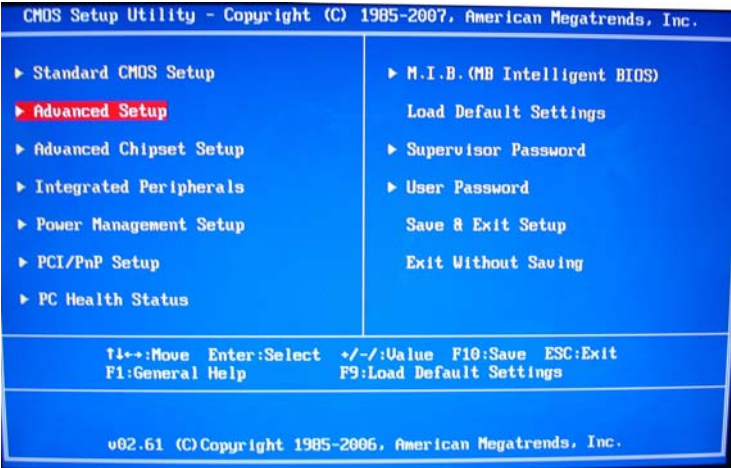 CMOS Setup Utility - Copyright (C) 1985-2007, American Megatrends, Inc.
▶ Standard CMOS Setup
▶ Advanced Setup
▶ Advanced Chipset Setup
▶ Integrated Peripherals
▶ Power Management Setup
▶ PCI/PnP Setup
▶ PC Health Status
▶ M.I.B.(MB Intelligent BIOS)
Load Default Settings
▶ Supervisor Password
▶ User Password
Save & Exit Setup
Exit Without Saving
↑↓←→:Move Enter:Select +/-/:Value F10:Save ESC:Exit
F1:General Help F9:Load Default Settings
v02.61 (C)Copyright 1985-2006, American Megatrends, Inc.